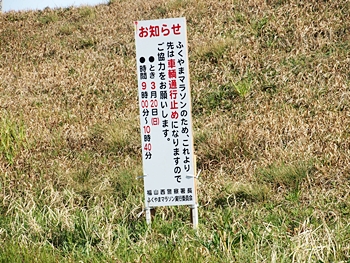 お知らせ
ふくやまマラソンのため、これより
先は車輌通行止めになりますので
ご協力をお願いします。
●とき 3月20日(日)
●時間 9時00分～10時40分
福山西警察署長
ふくやまマラソン実行委員会